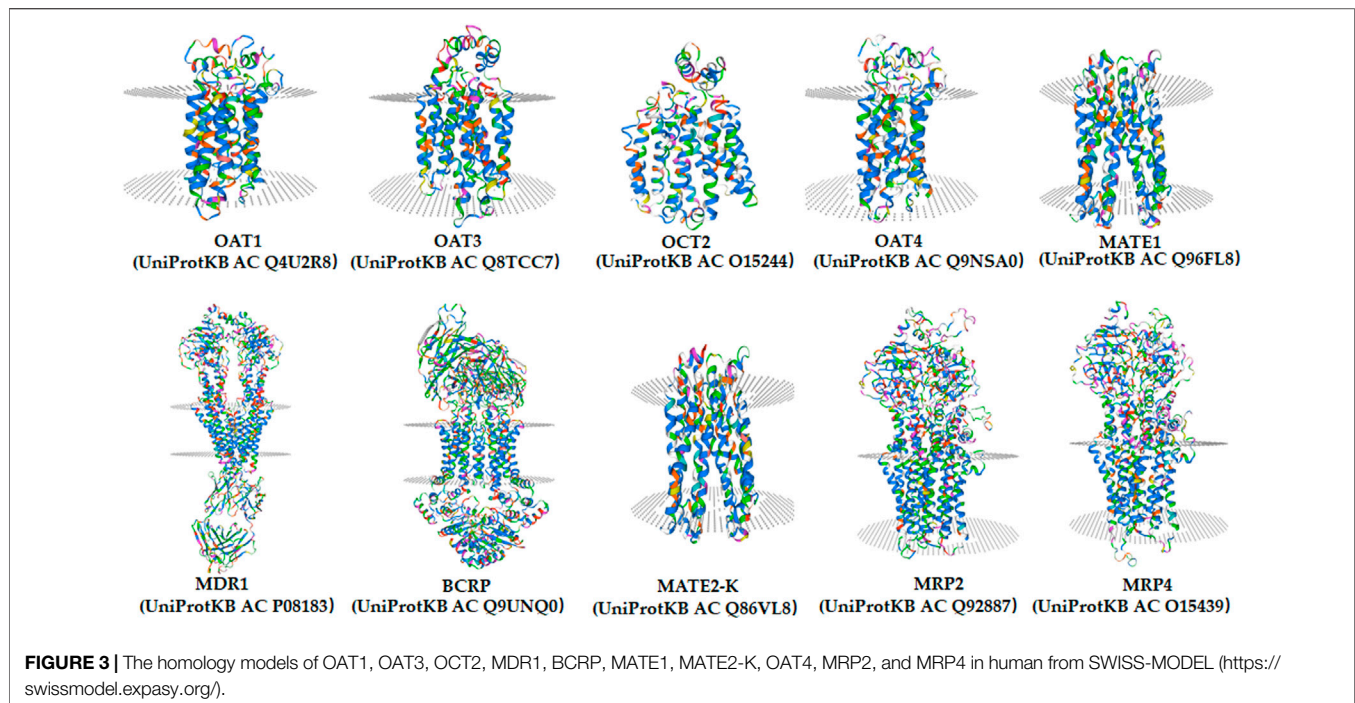 OAT1
(UniProtKB AC Q4U2R8)
OAT3
(UniProtKB AC Q8TCC7)
OCT2
(UniProtKB AC O15244)
OAT4
(UniProtKB AC Q9NSA0)
MATE1
(UniProtKB AC Q96FL8)
MDR1
(UniProtKB AC P08183)
BCRP
(UniProtKB AC Q9UNQ0)
MATE2-K
(UniProtKB AC Q86VL8)
MRP2
(UniProtKB AC Q92887)
MRP4
(UniProtKB AC O15439)
FIGURE 3 | The homology models of OAT1, OAT3, OCT2, MDR1, BCRP, MATE1, MATE2-K, OAT4, MRP2, and MRP4 in human from SWISS-MODEL (https://
swissmodel.expasy.org/).